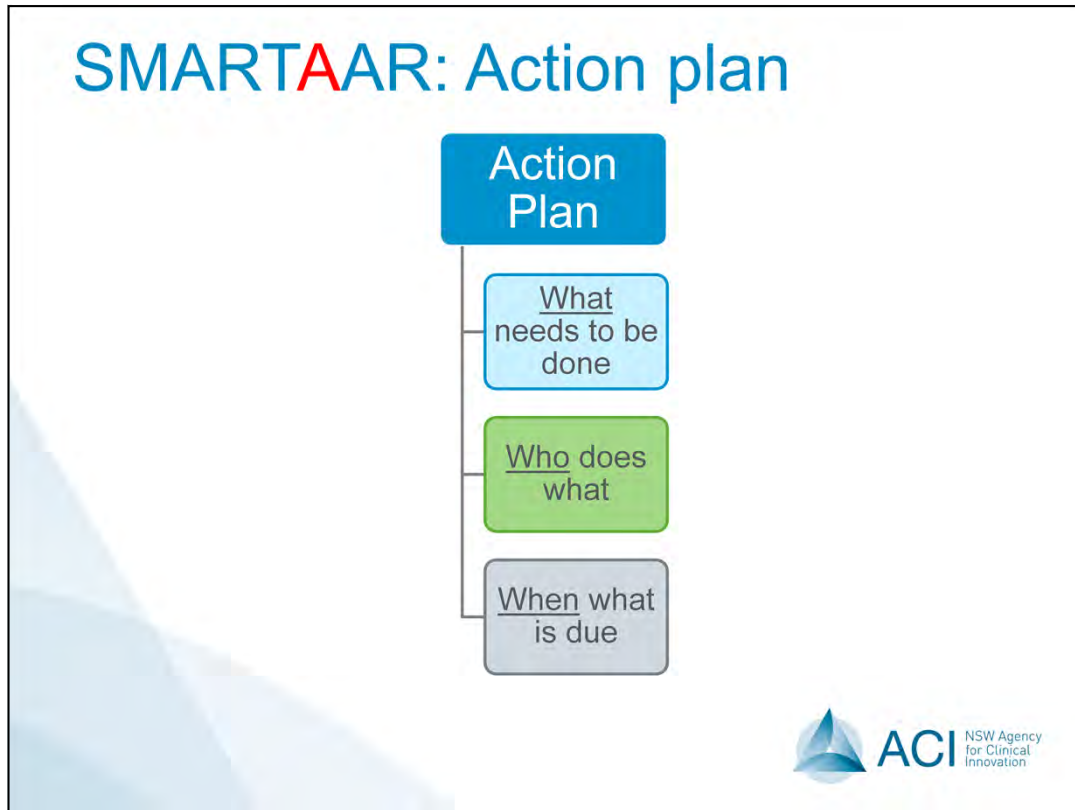 SMARTAAR: Action plan
Action
Plan
What
needs to be
done
Who does
what
When what
is due
ACI
NSW Agency
for Clinical
Innovation